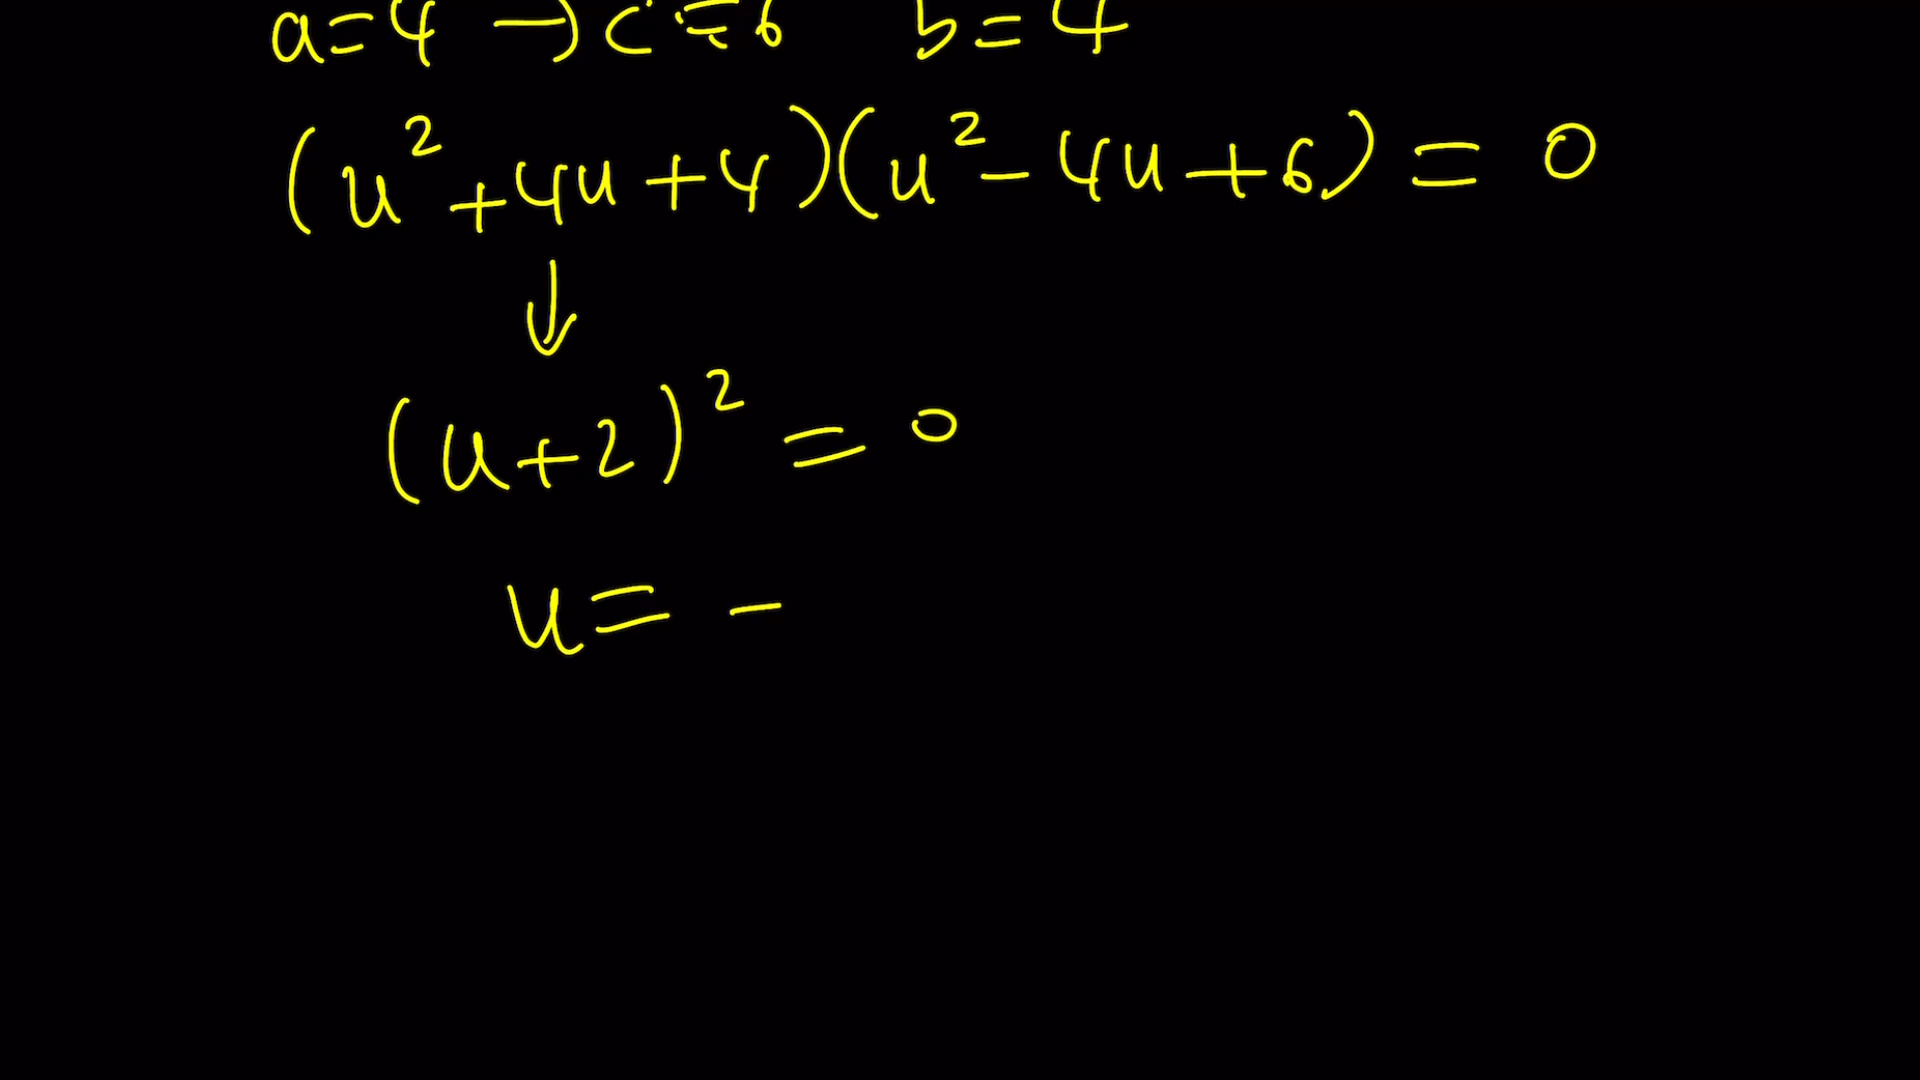 a=4 → c=6 b=4
(u²+4u+4)(u²-4u+6)=0
↓
(u+2)²=0
u=-